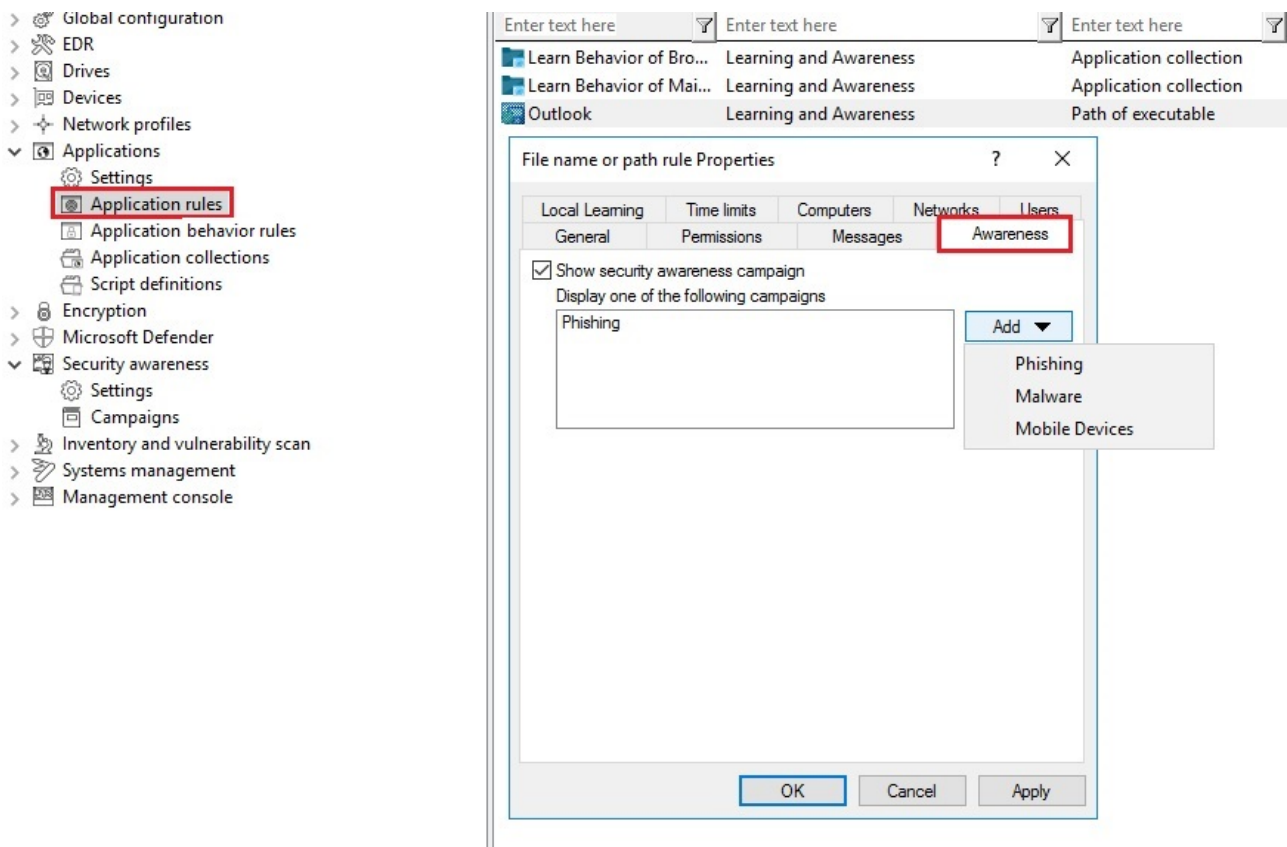 Global configuration
EDR
Drives
Devices
Network profiles
Applications
Settings
Application rules
Application behavior rules
Application collections
Script definitions
Encryption
Microsoft Defender
Security awareness
Settings
Campaigns
Inventory and vulnerability scan
Systems management
Management console
Enter text here Enter text here Enter text here
Learn Behavior of Bro... Learning and Awareness Application collection
Learn Behavior of Mai... Learning and Awareness Application collection
Outlook Learning and Awareness Path of executable
File name or path rule Properties ?
Local Learning Time limits Computers Networks Users
General Permissions Messages Awareness
Show security awareness campaign
Display one of the following campaigns
Phishing
Add
Phishing
Malware
Mobile Devices
OK Cancel Apply